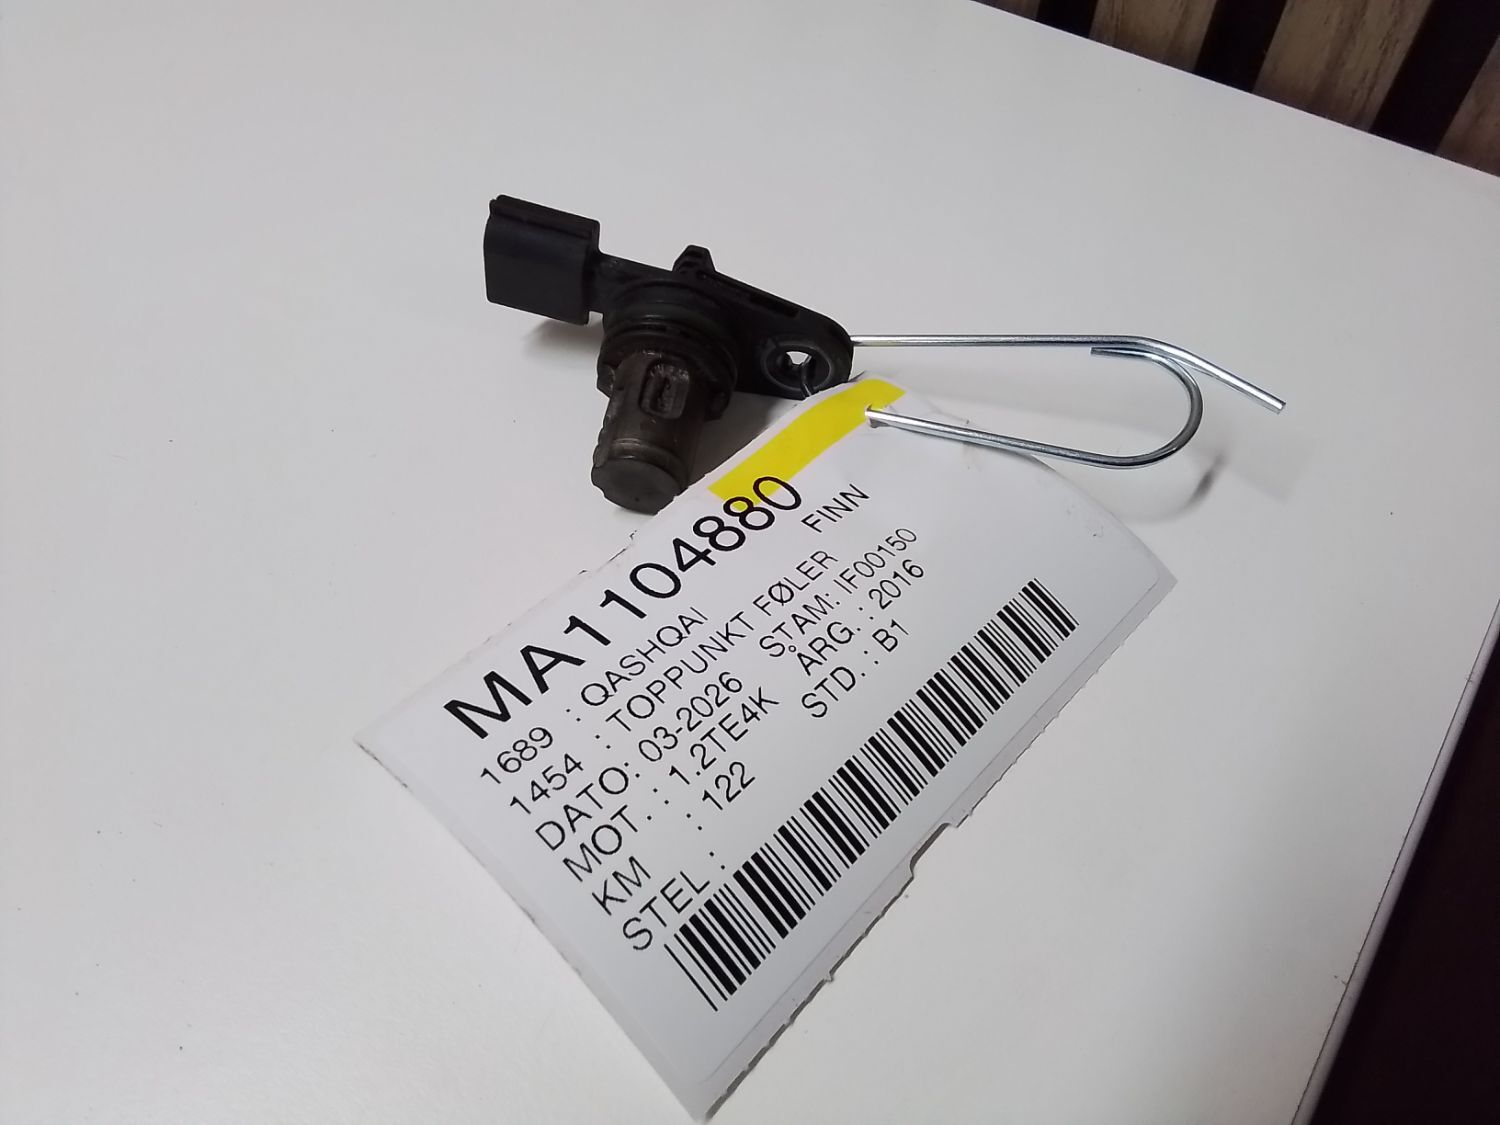 MA1104880
FINN
1689 : QASHQAI
1454 : TOPPUNKT FØLER
DATO: 03-2026 STAM: IF00150
MOT. : 1.2TE4K ÅRG. : 2016
KM : 122 STD. : B1
STEL :